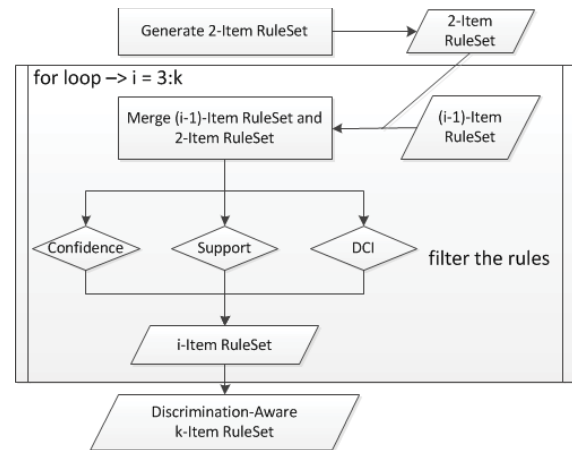 Generate 2-Item RuleSet
2-Item
RuleSet
for loop –> i = 3:k
Merge (i-1)-Item RuleSet and
2-Item RuleSet
(i-1)-Item
RuleSet
Confidence
Support
DCI
filter the rules
i-Item RuleSet
Discrimination-Aware
k-Item RuleSet